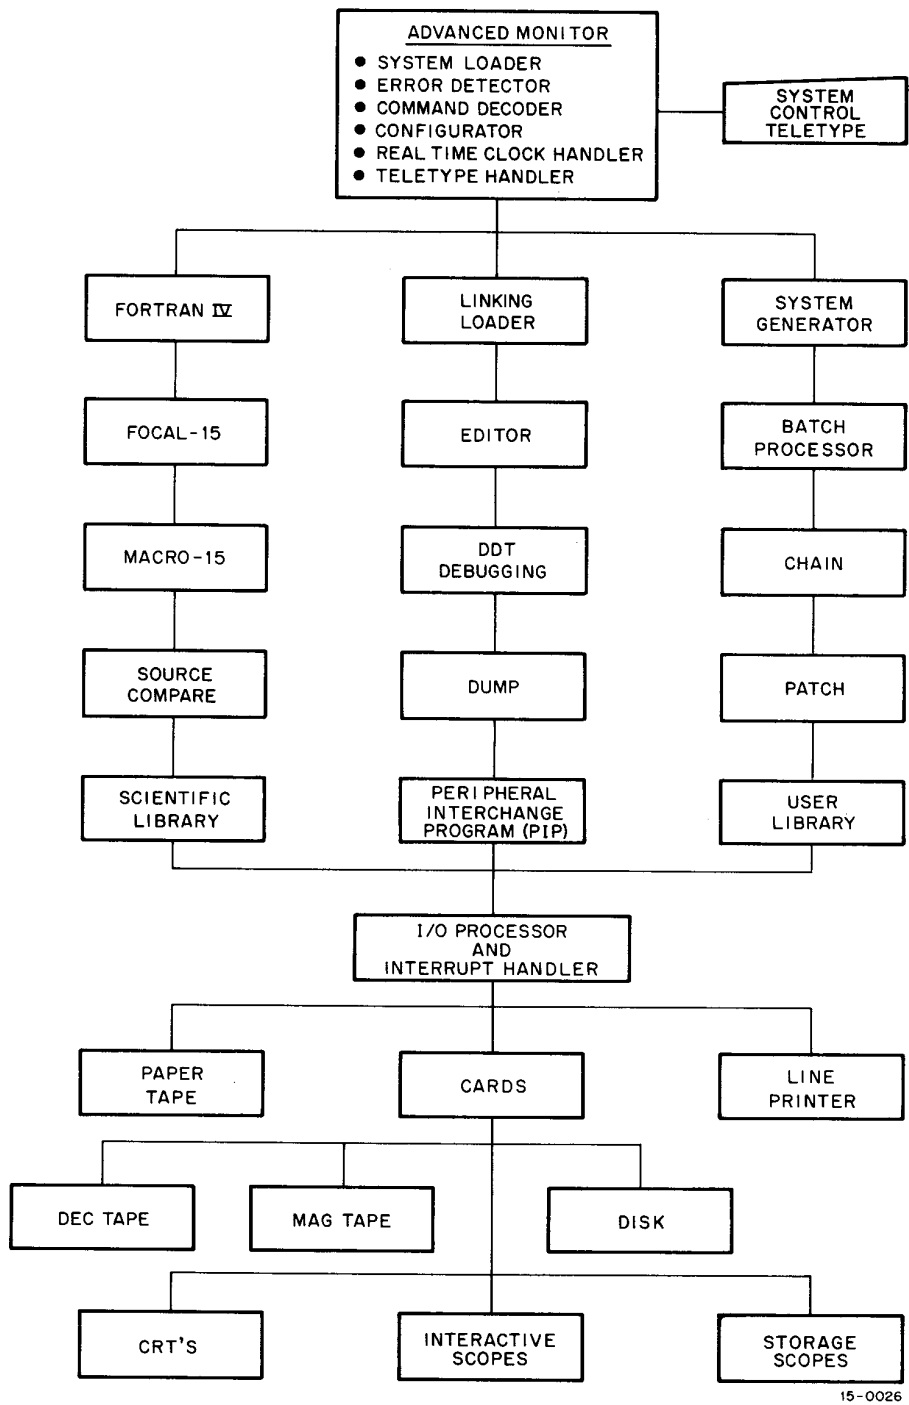 ADVANCED MONITOR
● SYSTEM LOADER
● ERROR DETECTOR
● COMMAND DECODER
● CONFIGURATOR
● REAL TIME CLOCK HANDLER
● TELETYPE HANDLER
SYSTEM
CONTROL
TELETYPE
FORTRAN IV
LINKING
LOADER
SYSTEM
GENERATOR
FOCAL-15
EDITOR
BATCH
PROCESSOR
MACRO-15
DDT
DEBUGGING
CHAIN
SOURCE
COMPARE
DUMP
PATCH
SCIENTIFIC
LIBRARY
PERIPHERAL
INTERCHANGE
PROGRAM (PIP)
USER
LIBRARY
I/O PROCESSOR
AND
INTERRUPT HANDLER
PAPER
TAPE
CARDS
LINE
PRINTER
DEC TAPE
MAG TAPE
DISK
CRT'S
INTERACTIVE
SCOPES
STORAGE
SCOPES
15-0026